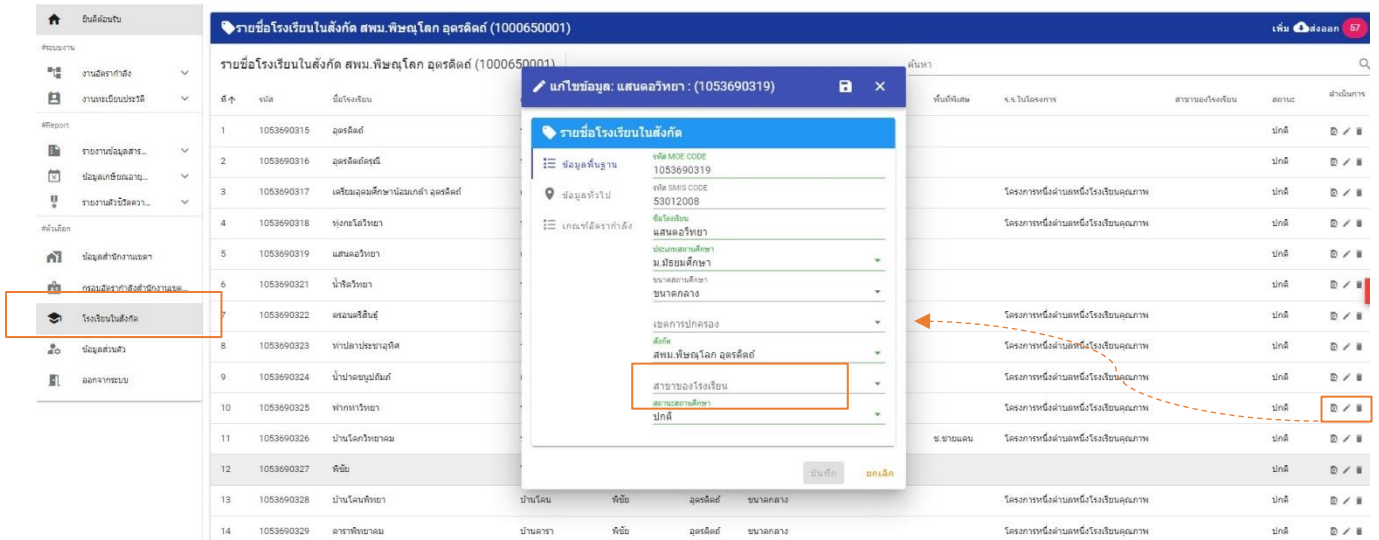 ยินดีต้อนรับ
#ระบบงาน
งานอัตรากำลัง
งานทะเบียนประวัติ
#Report
รายงานข้อมูลสาร...
ข้อมูลเกษียณอายุ...
รายงานตัวชี้วัดควา...
#ตัวเลือก
ข้อมูลสำนักงานเขตฯ
กรอบอัตรากำลังสำนักงานเขต...
โรงเรียนในสังกัด
ข้อมูลส่วนตัว
ออกจากระบบ
รายชื่อโรงเรียนในสังกัด สพม.พิษณุโลก อุตรดิตถ์ (1000650001)
เพิ่ม ส่งออก 57
รายชื่อโรงเรียนในสังกัด สพม.พิษณุโลก อุตรดิตถ์ (1000650001)
ค้นหา
ที่ รหัส ชื่อโรงเรียน พื้นที่พิเศษ ร.ร.ในโครงการ สาขาของโรงเรียน สถานะ ดำเนินการ
1 1053690315 อุตรดิตถ์ ปกติ
2 1053690316 อุตรดิตถ์ดรุณี ปกติ
3 1053690317 เตรียมอุดมศึกษาน้อมเกล้า อุตรดิตถ์ โครงการหนึ่งตำบลหนึ่งโรงเรียนคุณภาพ ปกติ
4 1053690318 ทุ่งกะโล่วิทยา โครงการหนึ่งตำบลหนึ่งโรงเรียนคุณภาพ ปกติ
5 1053690319 แสนตอวิทยา ปกติ
6 1053690321 น้ำริดวิทยา ปกติ
7 1053690322 ตรอนตรีสินธุ์ โครงการหนึ่งตำบลหนึ่งโรงเรียนคุณภาพ ปกติ
8 1053690323 ท่าปลาประชาอุทิศ โครงการหนึ่งตำบลหนึ่งโรงเรียนคุณภาพ ปกติ
9 1053690324 น้ำปาดชนูปถัมภ์ โครงการหนึ่งตำบลหนึ่งโรงเรียนคุณภาพ ปกติ
10 1053690325 ฟากท่าวิทยา โครงการหนึ่งตำบลหนึ่งโรงเรียนคุณภาพ ปกติ
11 1053690326 บ้านโคกวิทยาคม ช.ชายแดน โครงการหนึ่งตำบลหนึ่งโรงเรียนคุณภาพ ปกติ
12 1053690327 พิชัย ปกติ
13 1053690328 บ้านโคนพิทยา บ้านโคน พิชัย อุตรดิตถ์ ขนาดกลาง โครงการหนึ่งตำบลหนึ่งโรงเรียนคุณภาพ ปกติ
14 1053690329 ดาราพิทยาคม บ้านดารา พิชัย อุตรดิตถ์ ขนาดกลาง โครงการหนึ่งตำบลหนึ่งโรงเรียนคุณภาพ ปกติ
แก้ไขข้อมูล: แสนตอวิทยา : (1053690319)
รายชื่อโรงเรียนในสังกัด
ข้อมูลพื้นฐาน
ข้อมูลทั่วไป
เกณฑ์อัตรากำลัง
รหัส MOE CODE
1053690319
รหัส SMIS CODE
53012008
ชื่อโรงเรียน
แสนตอวิทยา
ประเภทสถานศึกษา
ม.มัธยมศึกษา
ขนาดสถานศึกษา
ขนาดกลาง
เขตการปกครอง
สังกัด
สพม.พิษณุโลก อุตรดิตถ์
สาขาของโรงเรียน
สถานะสถานศึกษา
ปกติ
บันทึก ยกเลิก